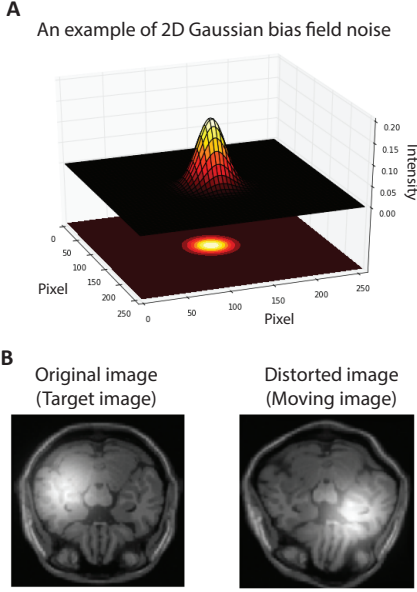 A
An example of 2D Gaussian bias field noise
0.20
0.15
0.10
0.05
0.00
Intensity
0
50
100
150
200
250
Pixel
0
50
100
150
200
250
Pixel
B
Original image
(Target image)
Distorted image
(Moving image)